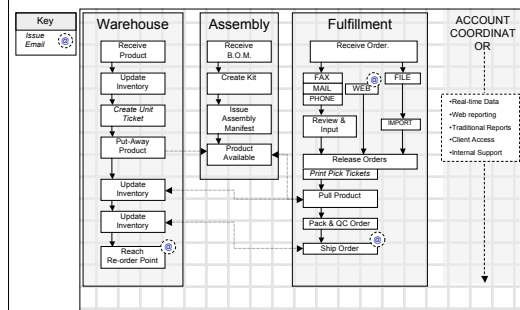 Key
Issue
Email
@
Warehouse
Receive
Product
Update
Inventory
Create Unit
Ticket
Put-Away
Product
Update
Inventory
Update
Inventory
Reach
Re-order Point
@
Assembly
Receive
B.O.M.
Create Kit
Issue
Assembly
Manifest
Product
Available
Fulfillment
Receive Order.
FAX
MAIL
PHONE
WEB
@
FILE
Review &
Input
IMPORT
Release Orders
Print Pick Tickets
Pull Product
Pack & QC Order
Ship Order
@
ACCOUNT
COORDINAT
OR
•Real-time Data
•Web reporting
•Traditional Reports
•Client Access
•Internal Support